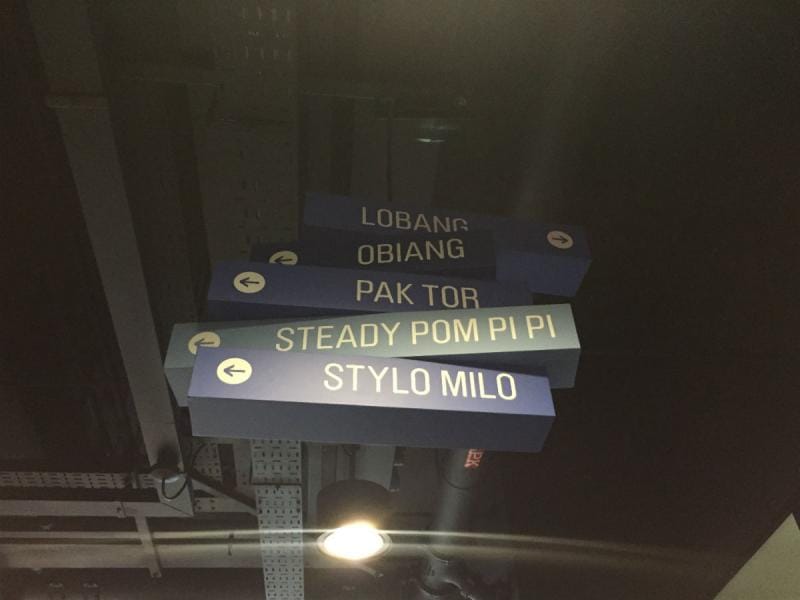 LOBANG
OBIANG
PAK TOR
STEADY POM PI PI
STYLO MILO